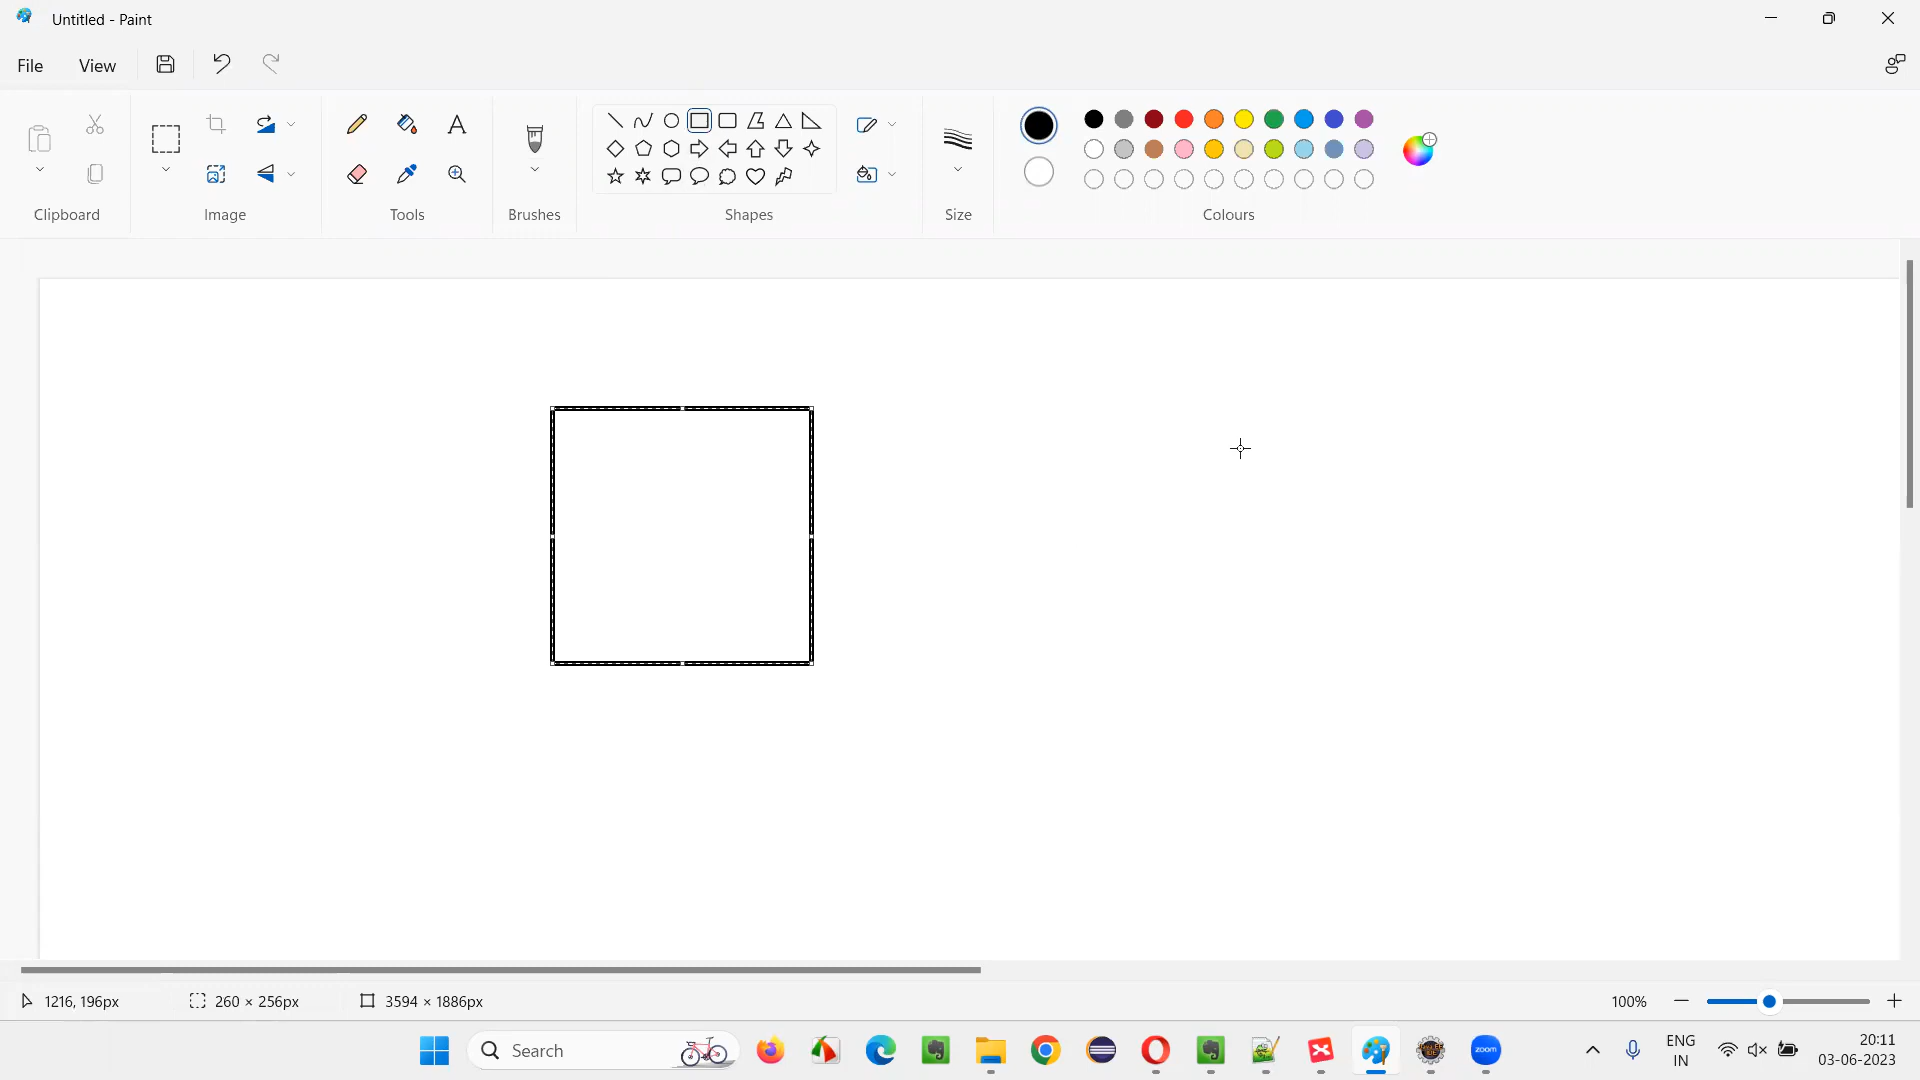 Untitled - Paint
File View
Clipboard Image Tools Brushes Shapes Size Colours
1216, 196px 260 × 256px 3594 × 1886px 100%
Search zoom ENG 20:11
IN 03-06-2023